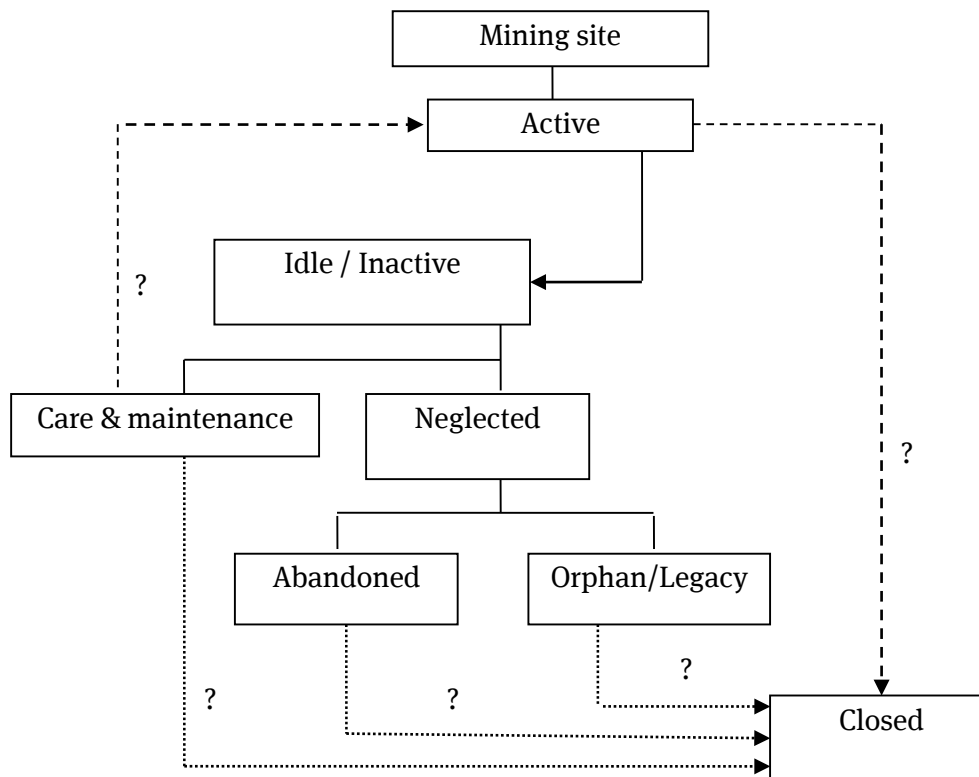 Mining site
Active
Idle / Inactive
?
Care & maintenance
Neglected
?
Abandoned
Orphan/Legacy
?
?
?
Closed